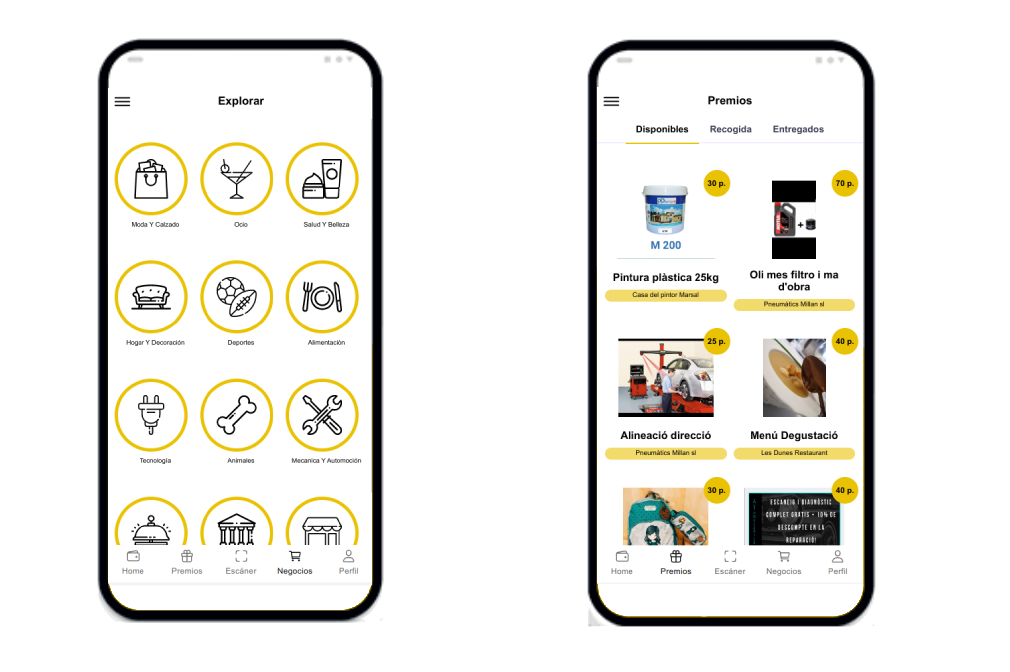 Explorar
Moda Y Calzado
Ocio
Salud Y Belleza
Hogar Y Decoración
Deportes
Alimentación
Tecnología
Animales
Mecanica Y Automoción
Home
Premios
Escáner
Negocios
Perfil
Premios
Disponibles
Recogida
Entregados
30 p.
M 200
Pintura plàstica 25kg
Casa del pintor Marsal
70 p.
Oli mes filtro i ma
d'obra
Pneumàtics Millan sl
25 p.
Alineació direcció
Pneumàtics Millan sl
40 p.
Menú Degustació
Les Dunes Restaurant
30 p.
40 p.
ESCANEIG I DIAGNÒSTIC
COMPLET GRATIS + 10% DE
DESCOMPTE EN LA
REPARACIÓ!
Home
Premios
Escáner
Negocios
Perfil